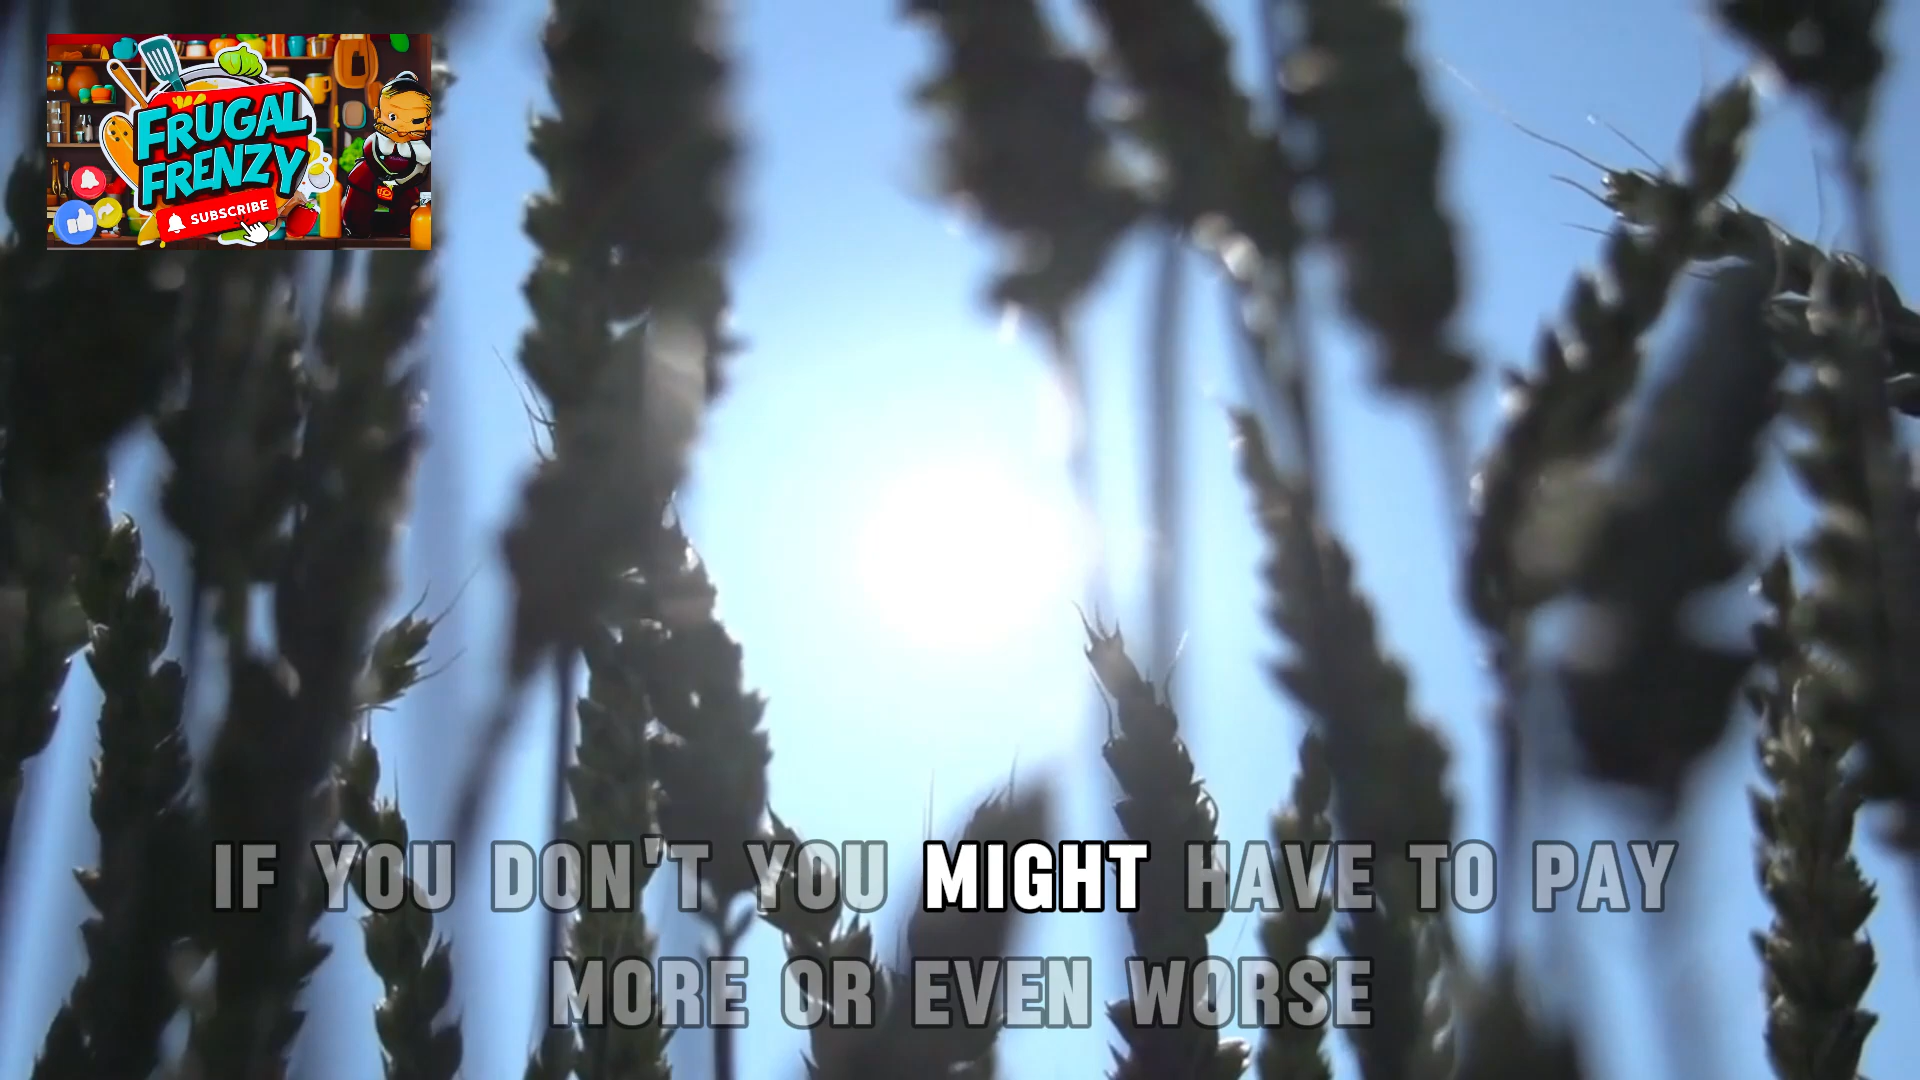 FRUGAL
FRENZY
SUBSCRIBE
IF YOU DON'T YOU MIGHT HAVE TO PAY
MORE OR EVEN WORSE